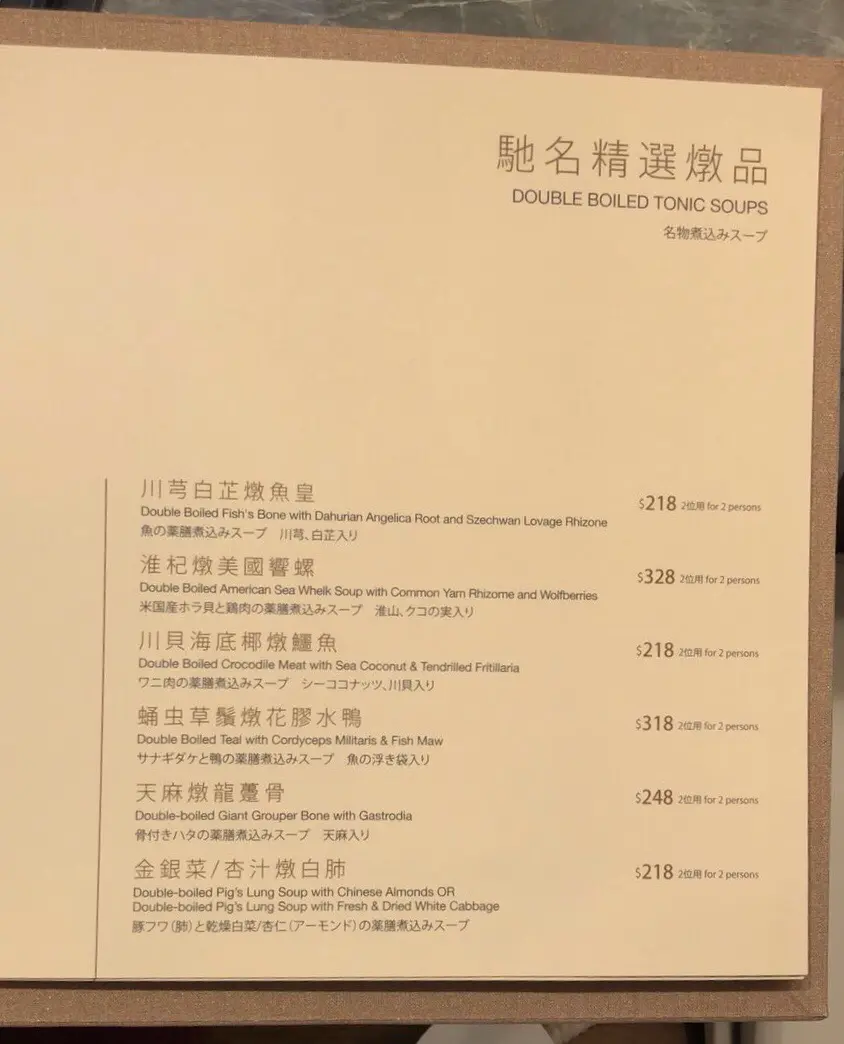 馳名精選燉品
DOUBLE BOILED TONIC SOUPS
名物煮込みスープ
川芎白芷燉魚皇
Double Boiled Fish's Bone with Dahurian Angelica Root and Szechwan Lovage Rhizone
魚の薬膳煮込みスープ 川芎、白芷入り
$218 2位用 for 2 persons
淮杞燉美國響螺
Double Boiled American Sea Whelk Soup with Common Yam Rhizome and Wolfberries
米国産ホラ貝と鶏肉の薬膳煮込みスープ 淮山、クコの実入り
$328 2位用 for 2 persons
川貝海底椰燉鱷魚
Double Boiled Crocodile Meat with Sea Coconut & Tendrilled Fritillaria
ワニ肉の薬膳煮込みスープ シーココナッツ、川貝入り
$218 2位用 for 2 persons
蛹虫草鬚燉花膠水鴨
Double Boiled Teal with Cordyceps Militaris & Fish Maw
サナギダケと鴨の薬膳煮込みスープ 魚の浮き袋入り
$318 2位用 for 2 persons
天麻燉龍躉骨
Double-boiled Giant Grouper Bone with Gastrodia
骨付きハタの薬膳煮込みスープ 天麻入り
$248 2位用 for 2 persons
金銀菜/杏汁燉白肺
Double-boiled Pig's Lung Soup with Chinese Almonds OR
Double-boiled Pig's Lung Soup with Fresh & Dried White Cabbage
豚フワ(肺)と乾燥白菜/杏仁(アーモンド)の薬膳煮込みスープ
$218 2位用 for 2 persons